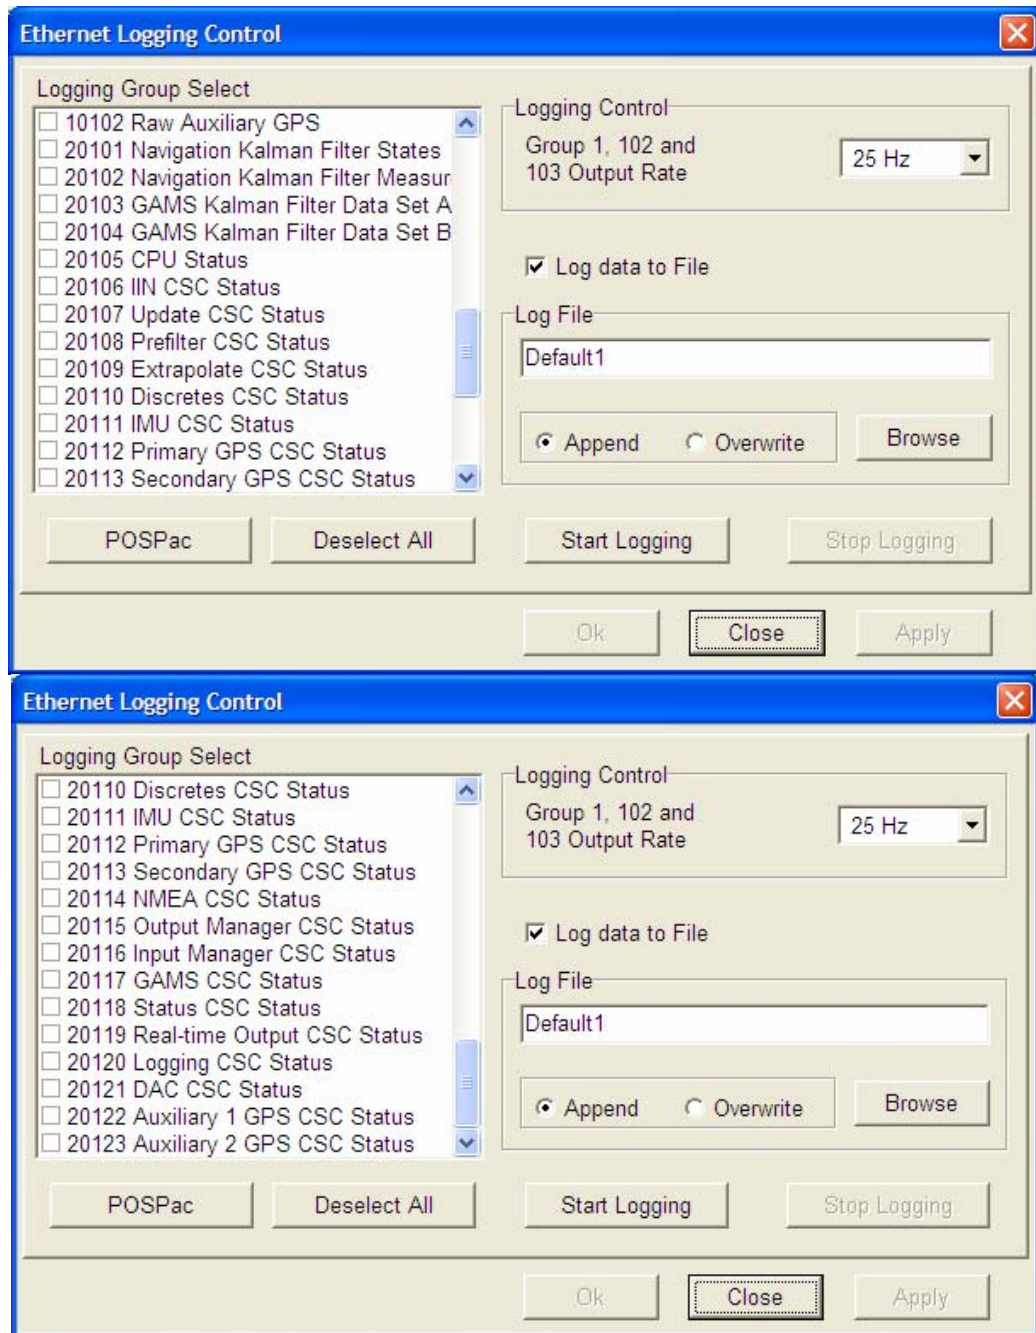 Ethernet Logging Control
Logging Group Select
10102 Raw Auxiliary GPS
20101 Navigation Kalman Filter States
20102 Navigation Kalman Filter Measur
20103 GAMS Kalman Filter Data Set A
20104 GAMS Kalman Filter Data Set B
20105 CPU Status
20106 IIN CSC Status
20107 Update CSC Status
20108 Prefilter CSC Status
20109 Extrapolate CSC Status
20110 Discretes CSC Status
20111 IMU CSC Status
20112 Primary GPS CSC Status
20113 Secondary GPS CSC Status
POSPac
Deselect All
Logging Control
Group 1, 102 and
103 Output Rate
25 Hz
Log data to File
Log File
Default1
Append
Overwrite
Browse
Start Logging
Stop Logging
Ok
Close
Apply
Ethernet Logging Control
Logging Group Select
20110 Discretes CSC Status
20111 IMU CSC Status
20112 Primary GPS CSC Status
20113 Secondary GPS CSC Status
20114 NMEA CSC Status
20115 Output Manager CSC Status
20116 Input Manager CSC Status
20117 GAMS CSC Status
20118 Status CSC Status
20119 Real-time Output CSC Status
20120 Logging CSC Status
20121 DAC CSC Status
20122 Auxiliary 1 GPS CSC Status
20123 Auxiliary 2 GPS CSC Status
POSPac
Deselect All
Logging Control
Group 1, 102 and
103 Output Rate
25 Hz
Log data to File
Log File
Default1
Append
Overwrite
Browse
Start Logging
Stop Logging
Ok
Close
Apply